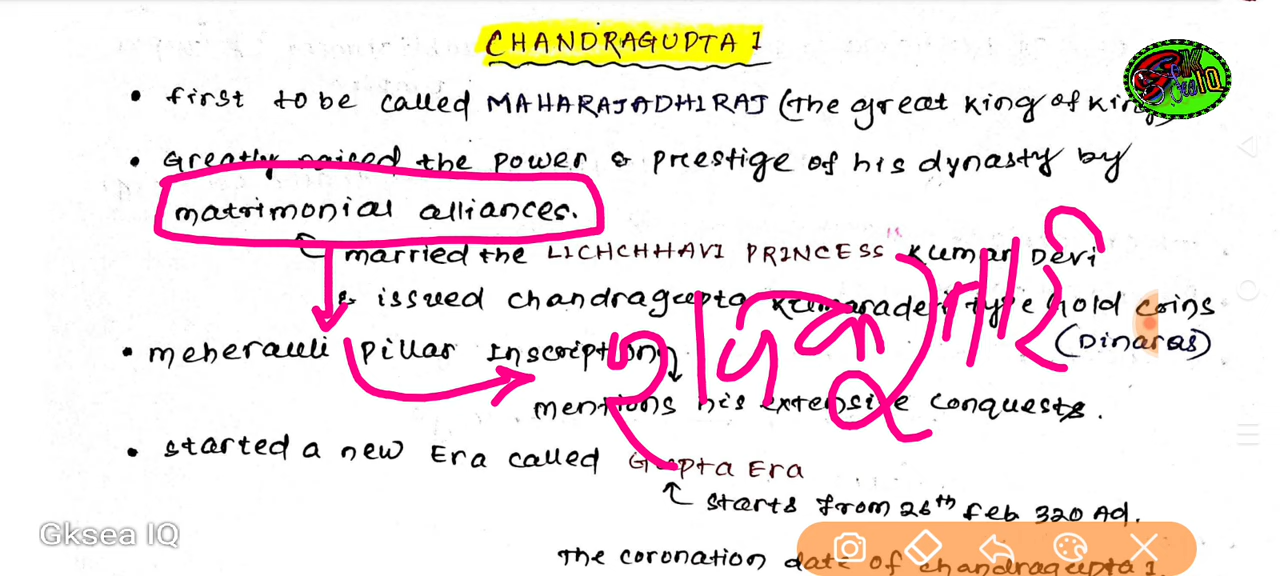 CHANDRAGUPTA I
• first to be called MAHARAJADHIRAJ (The great King of King
• Greatly raised the power & prestige of his dynasty by
matrimonial alliances.
married the LICHCHHAVI PRINCESS" Kumar Devi
& issued chandragupta Kumaradevi type Gold coins
(Dinaras)
• meherauli pillar Inscription
mentions his extensive conquests.
• started a new Era called Gupta Era
starts from 26th feb 320 Ad.
Gksea IQ
The coronation date of chandragupta 1